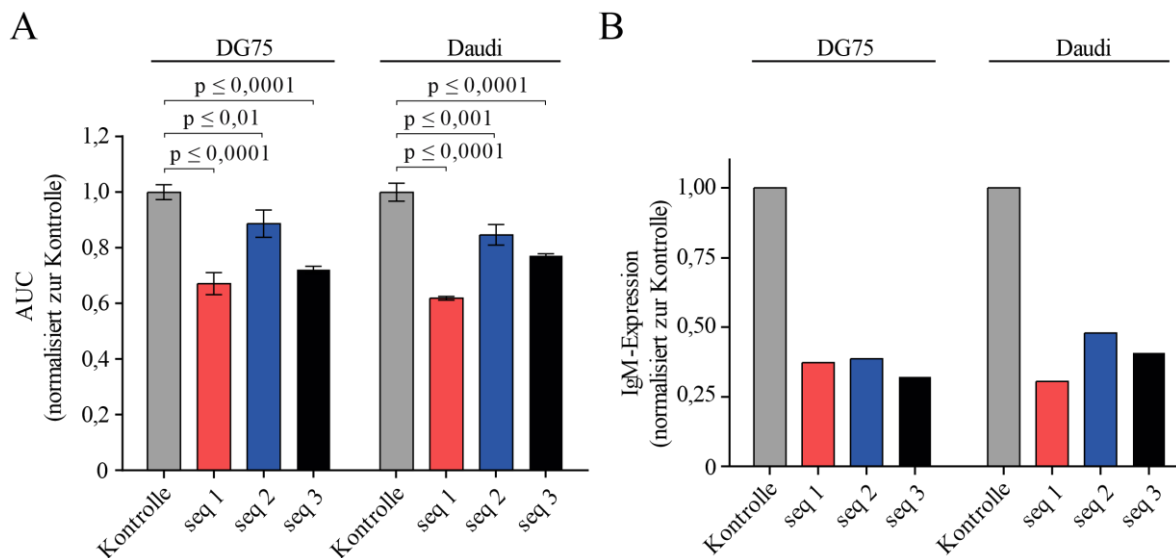 A
DG75
Daudi
p ≤ 0,0001
p ≤ 0,01
p ≤ 0,0001
p ≤ 0,0001
p ≤ 0,001
p ≤ 0,0001
AUC
(normalisiert zur Kontrolle)
1,2
1,0
0,8
0,6
0,4
0,2
0
Kontrolle
seq 1
seq 2
seq 3
Kontrolle
seq 1
seq 2
seq 3
B
DG75
Daudi
IgM-Expression
(normalisiert zur Kontrolle)
1,00
0,75
0,50
0,25
0
Kontrolle
seq 1
seq 2
seq 3
Kontrolle
seq 1
seq 2
seq 3